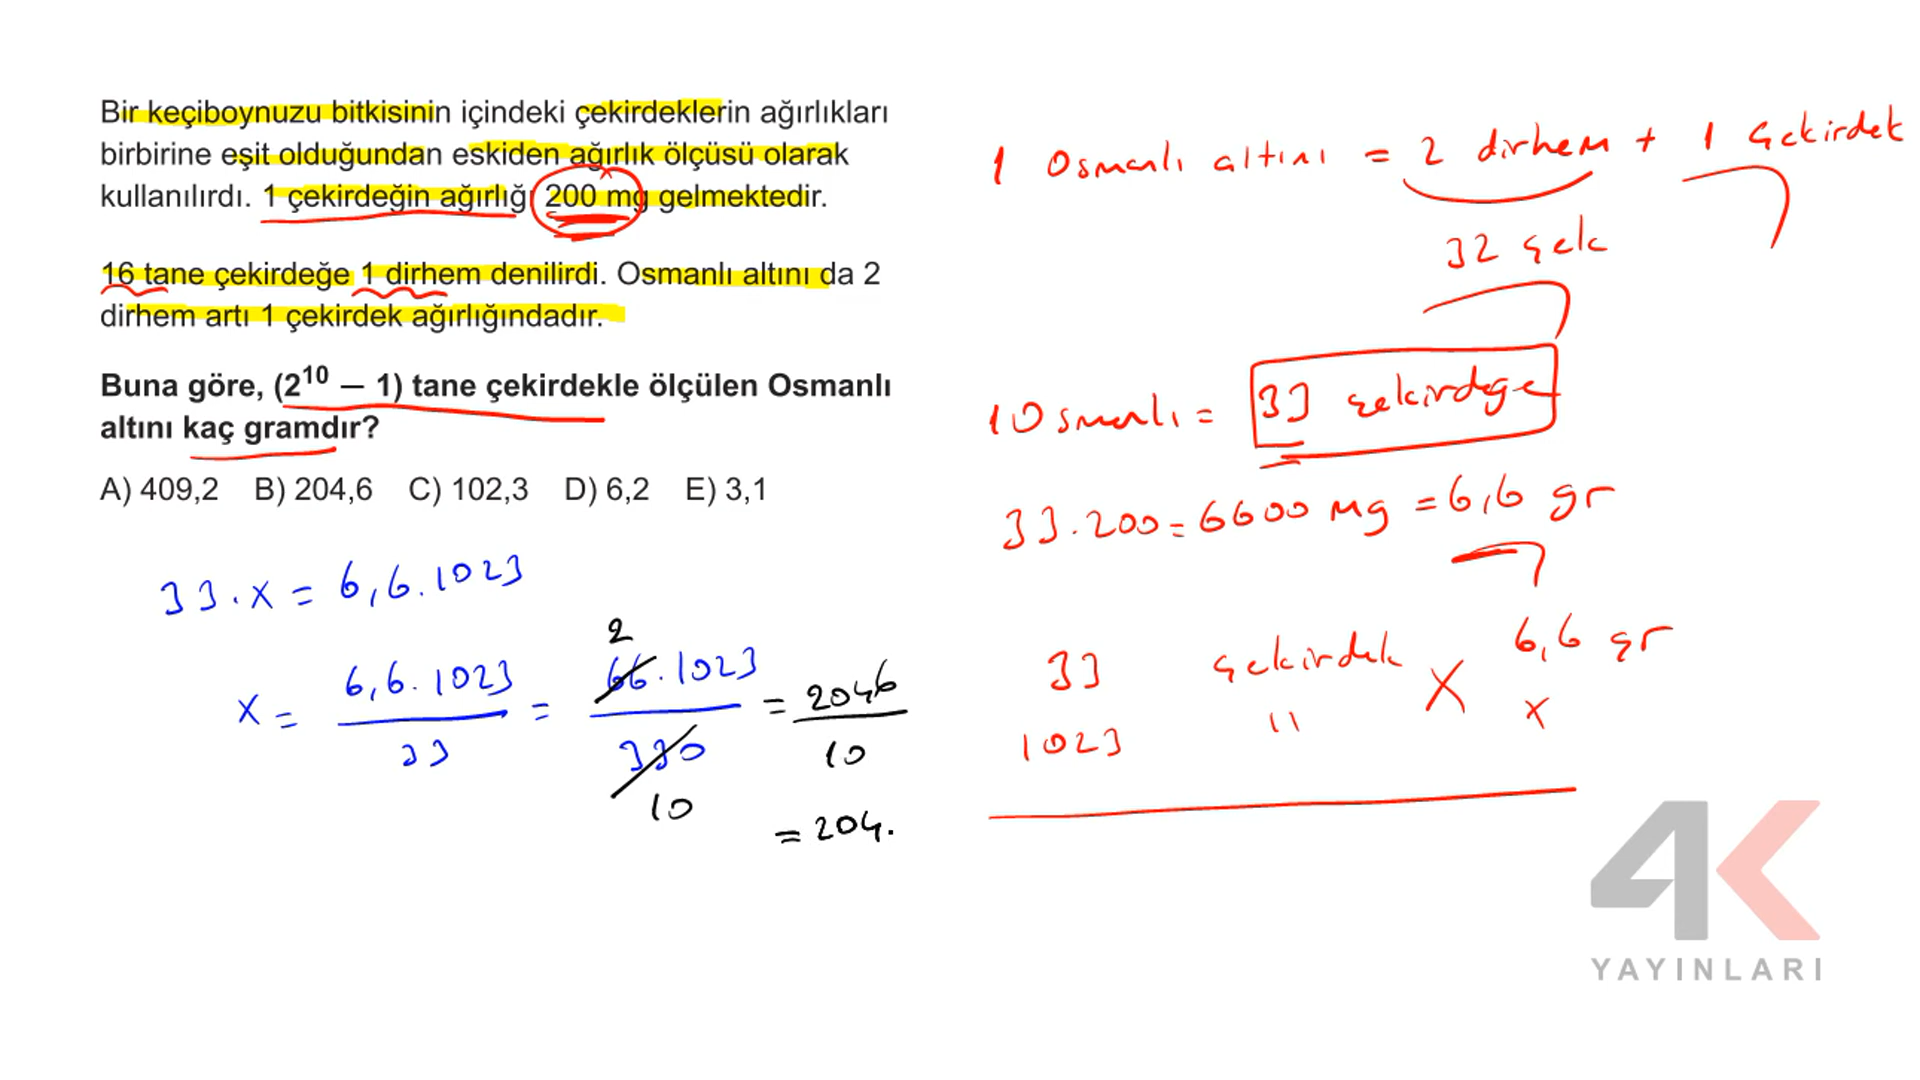 Bir keçiboynuzu bitkisinin içindeki çekirdeklerin ağırlıkları
birbirine eşit olduğundan eskiden ağırlık ölçüsü olarak
kullanılırdı. 1 çekirdeğin ağırlığı 200 mg gelmektedir.
16 tane çekirdeğe 1 dirhem denilirdi. Osmanlı altını da 2
dirhem artı 1 çekirdek ağırlığındadır.
Buna göre, (2¹⁰ – 1) tane çekirdekle ölçülen Osmanlı
altını kaç gramdır?
A) 409,2 B) 204,6 C) 102,3 D) 6,2 E) 3,1
33.x = 6,6.1023
2
x = 6,6.1023 = 66.1023 = 2046
33 330 10
10
= 204.
1 Osmanlı altını = 2 dirhem + 1 çekirdek
32 çek
1 Osmanlı = 33 çekirdeğe
33.200 = 6600 mg = 6,6 gr
33 çekirdek 6,6 gr
1023 " x
4K
YAYINLARI